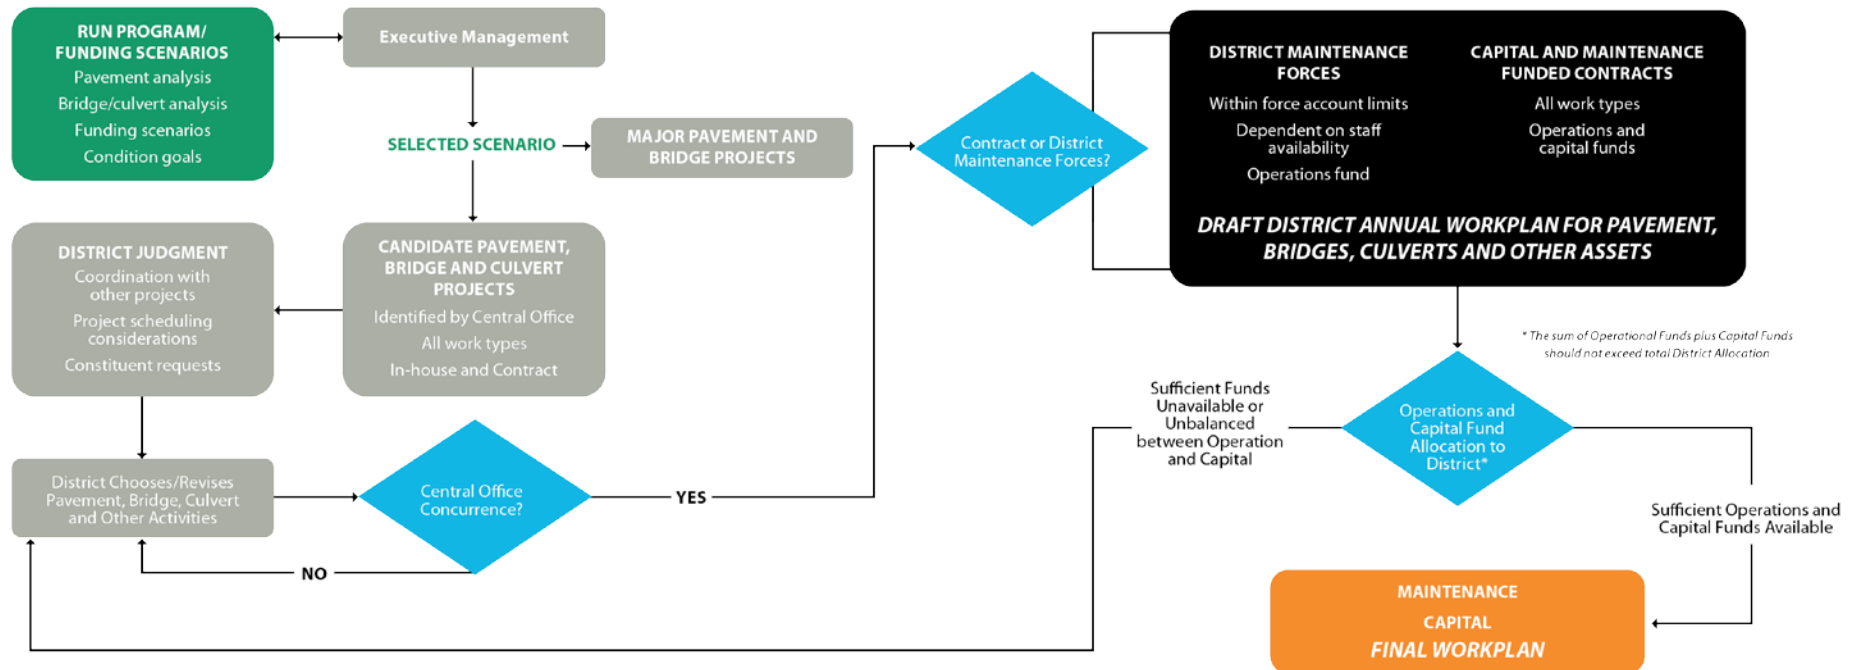 RUN PROGRAM/
FUNDING SCENARIOS
Pavement analysis
Bridge/culvert analysis
Funding scenarios
Condition goals
Executive Management
SELECTED SCENARIO
MAJOR PAVEMENT AND
BRIDGE PROJECTS
DISTRICT JUDGMENT
Coordination with
other projects
Project scheduling
considerations
Constituent requests
CANDIDATE PAVEMENT,
BRIDGE AND CULVERT
PROJECTS
Identified by Central Office
All work types
In-house and Contract
District Chooses/Revises
Pavement, Bridge, Culvert
and Other Activities
Central Office
Concurrence?
YES
NO
Contract or District
Maintenance Forces?
DISTRICT MAINTENANCE
FORCES
Within force account limits
Dependent on staff
availability
Operations fund
CAPITAL AND MAINTENANCE
FUNDED CONTRACTS
All work types
Operations and
capital funds
DRAFT DISTRICT ANNUAL WORKPLAN FOR PAVEMENT,
BRIDGES, CULVERTS AND OTHER ASSETS
* The sum of Operational Funds plus Capital Funds
should not exceed total District Allocation
Operations and
Capital Fund
Allocation to
District*
Sufficient Funds
Unavailable or
Unbalanced
between Operation
and Capital
Sufficient Operations and
Capital Funds Available
MAINTENANCE
CAPITAL
FINAL WORKPLAN